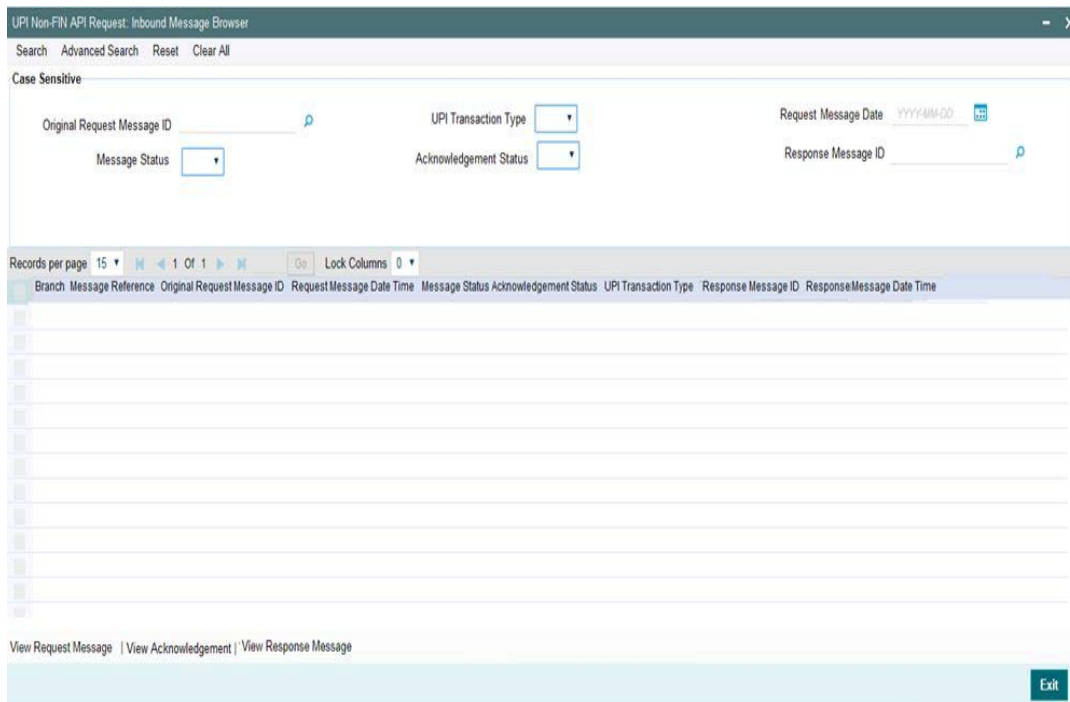 UPI Non-FIN API Request: Inbound Message Browser
Search Advanced Search Reset Clear All
Case Sensitive
Original Request Message ID UPI Transaction Type Request Message Date YYYY-MM-DD
Message Status Acknowledgement Status Response Message ID
Records per page 15 1 Of 1 Go Lock Columns 0
Branch Message Reference Original Request Message ID Request Message Date Time Message Status Acknowledgement Status UPI Transaction Type Response Message ID Response Message Date Time
View Request Message | View Acknowledgement | View Response Message
Exit